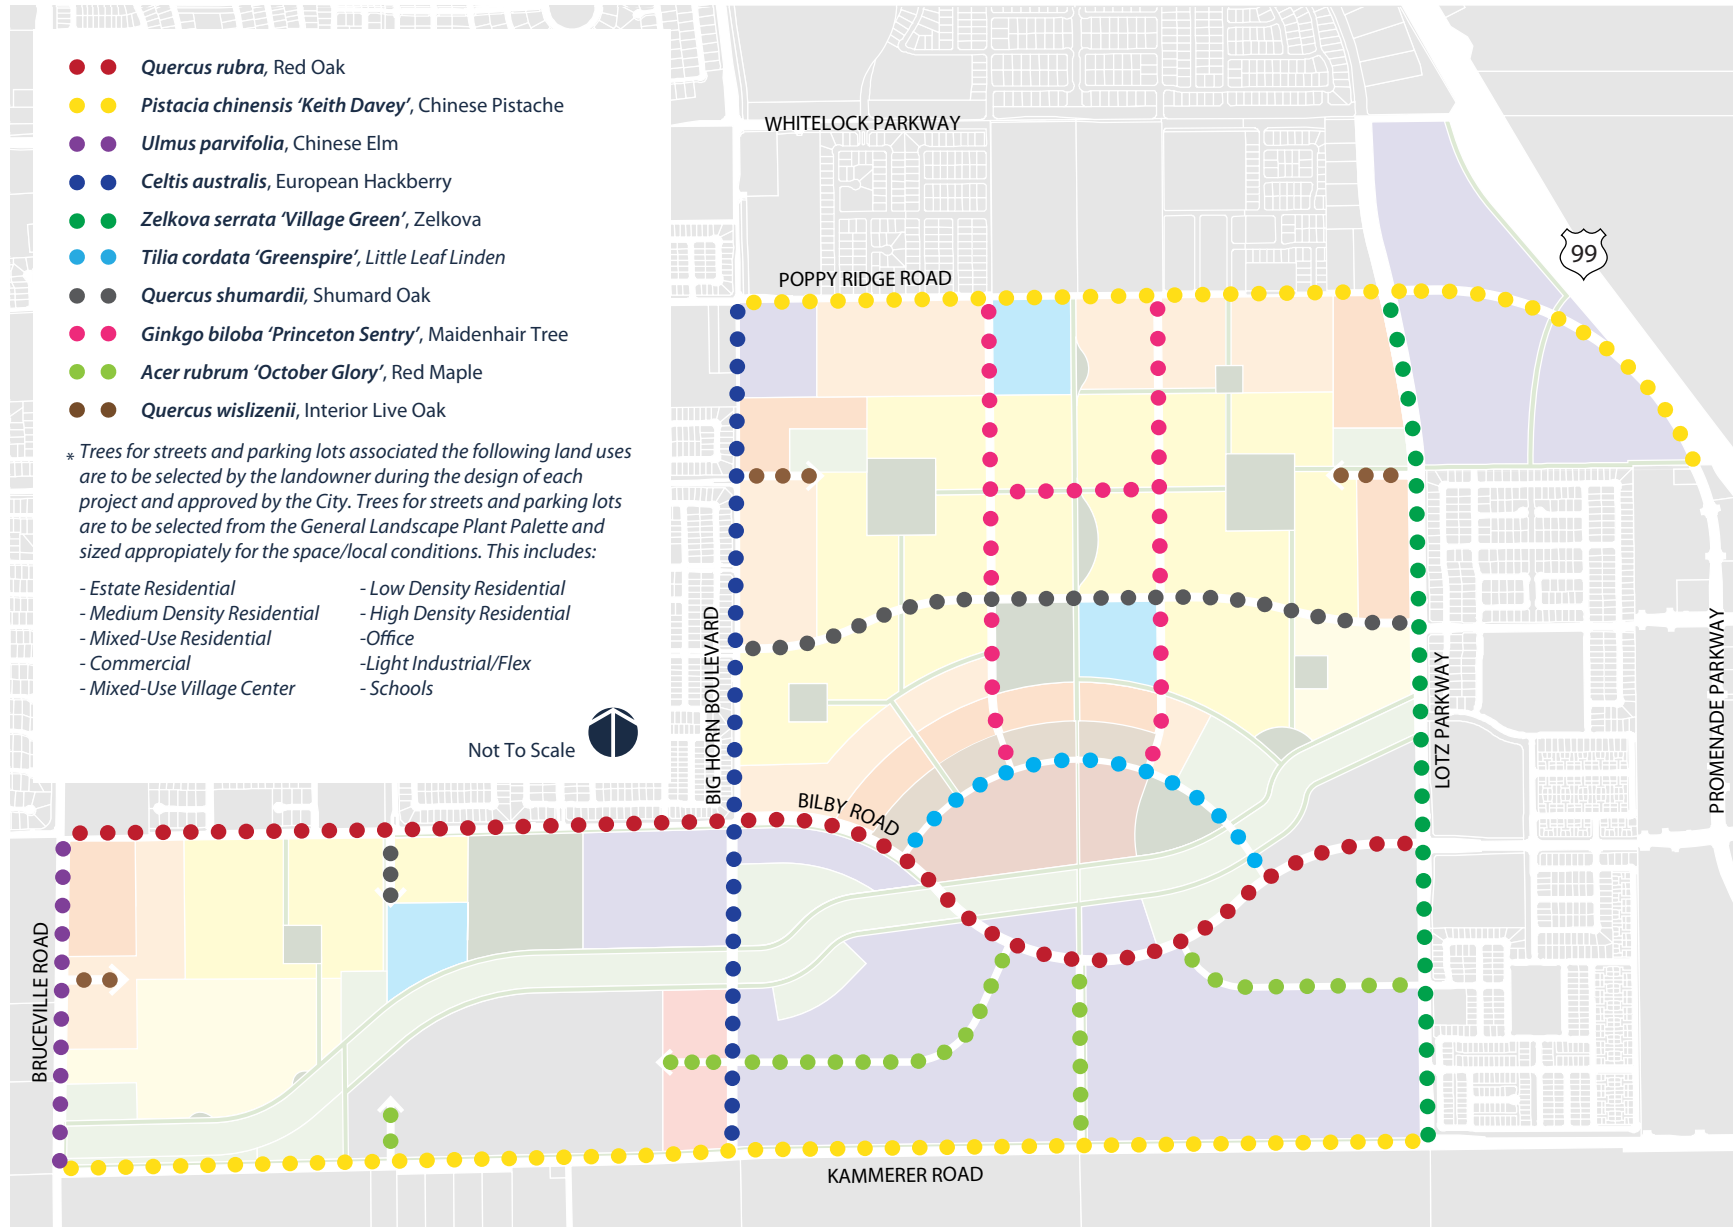 Quercus rubra, Red Oak
Pistacia chinensis ‘Keith Davey’, Chinese Pistache
Ulmus parvifolia, Chinese Elm
Celtis australis, European Hackberry
Zelkova serrata ‘Village Green’, Zelkova
Tilia cordata ‘Greenspire’, Little Leaf Linden
Quercus shumardii, Shumard Oak
Ginkgo biloba ‘Princeton Sentry’, Maidenhair Tree
Acer rubrum ‘October Glory’, Red Maple
Quercus wislizenii, Interior Live Oak
* Trees for streets and parking lots associated the following land uses
are to be selected by the landowner during the design of each
project and approved by the City. Trees for streets and parking lots
are to be selected from the General Landscape Plant Palette and
sized appropiately for the space/local conditions. This includes:
- Estate Residential
- Medium Density Residential
- Mixed-Use Residential
- Commercial
- Mixed-Use Village Center
- Low Density Residential
- High Density Residential
-Office
-Light Industrial/Flex
- Schools
Not To Scale
WHITELOCK PARKWAY
POPPY RIDGE ROAD
99
BIG HORN BOULEVARD
BILBY ROAD
LOTZ PARKWAY
PROMENADE PARKWAY
BRUCEVILLE ROAD
KAMMERER ROAD